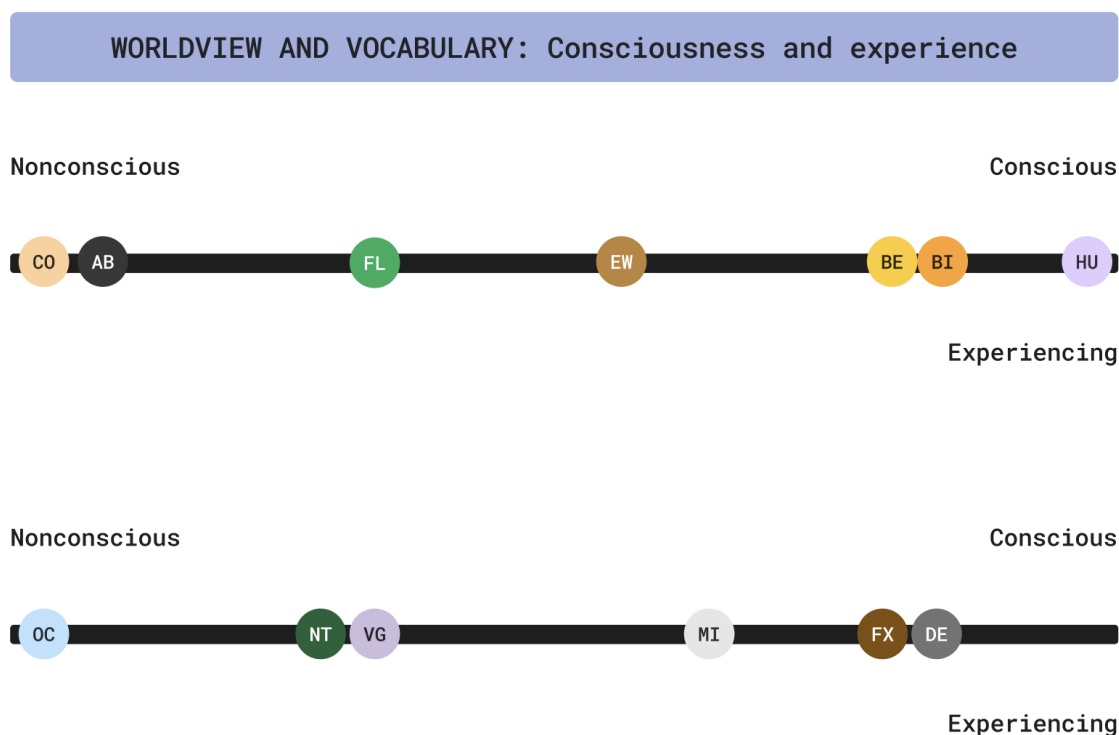 WORLDVIEW AND VOCABULARY: Consciousness and experience
Nonconscious Conscious
CO AB FL EW BE BI HU
Experiencing
Nonconscious Conscious
OC NT VG MI FX DE
Experiencing